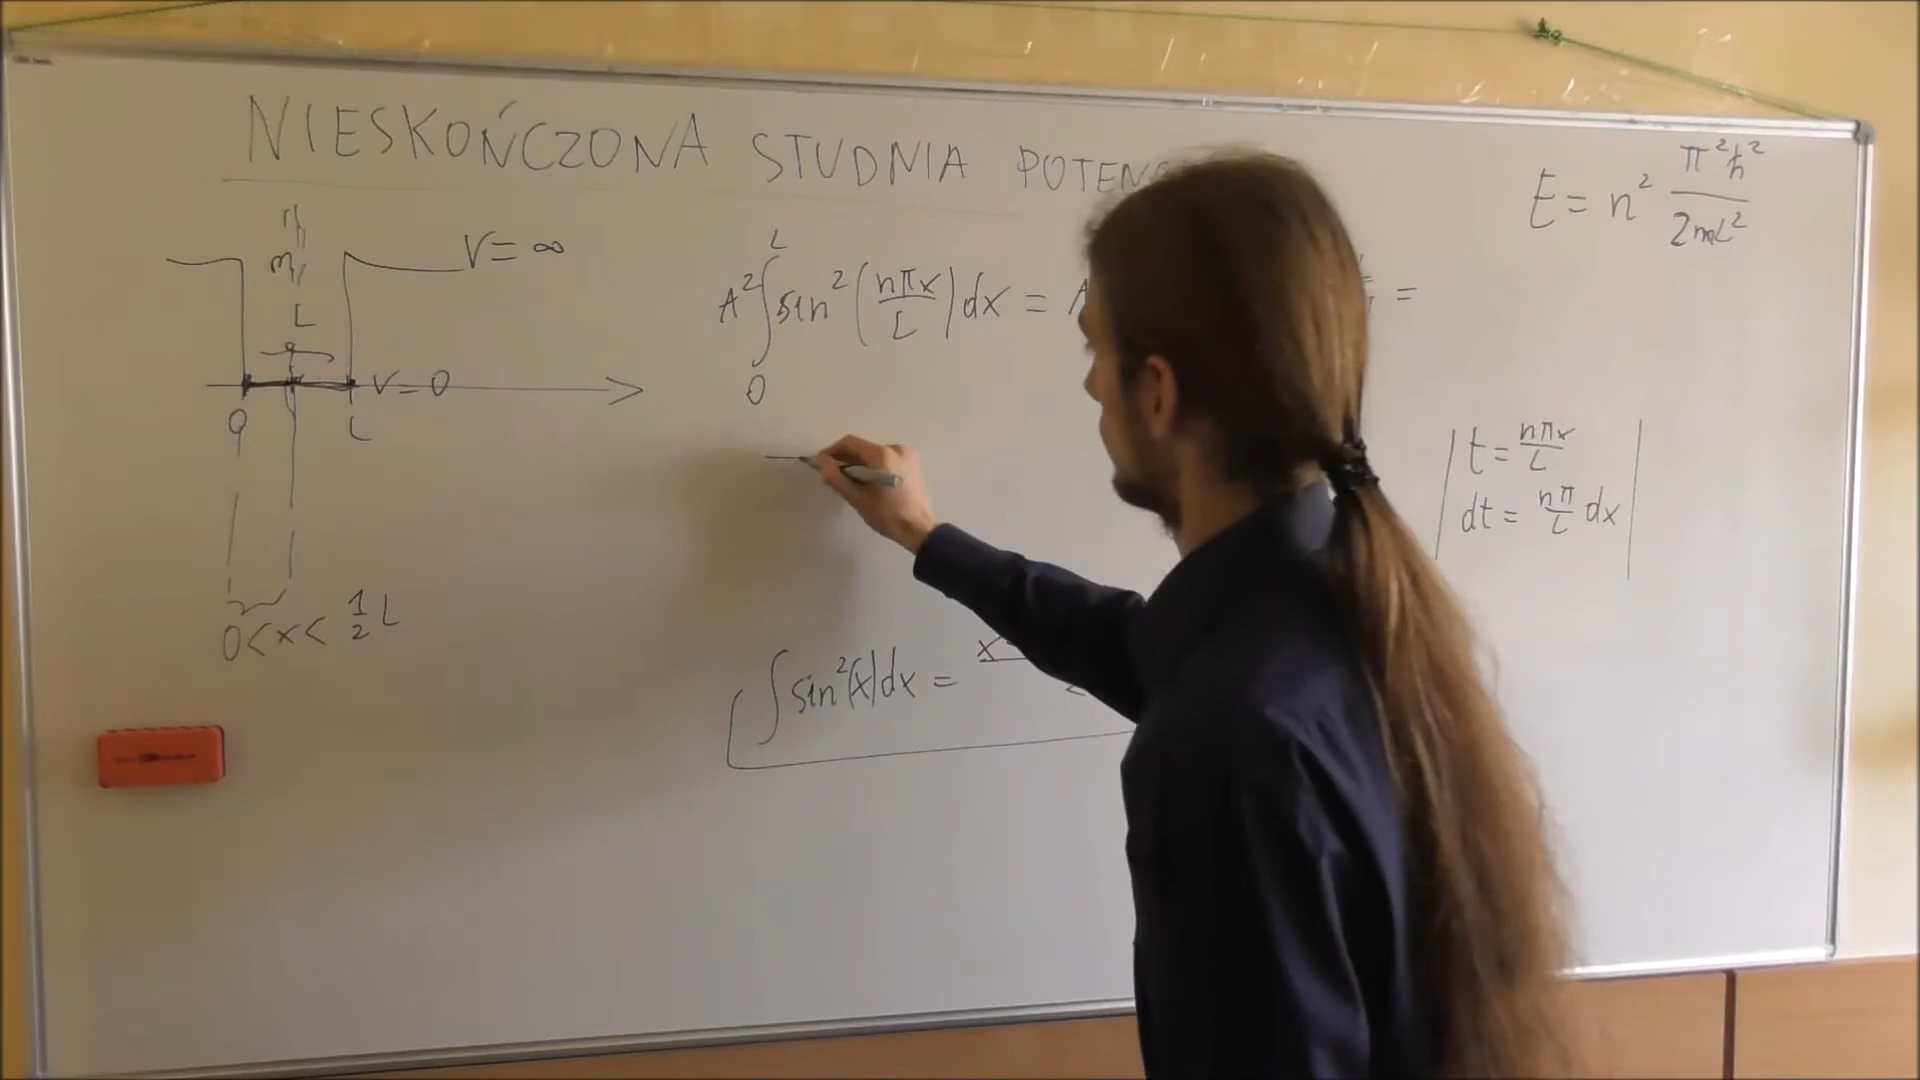 NIESKOŃCZONA STUDNIA POTEN
E = n² π²ħ² / 2mL²
V = ∞
m,
L
V = 0
0 L
0 < x < 1/2 L
A² ∫₀ᴸ sin² (nπx / L) dx = A =
t = nπx / L
dt = nπ / L dx
∫ sin²(x) dx = x